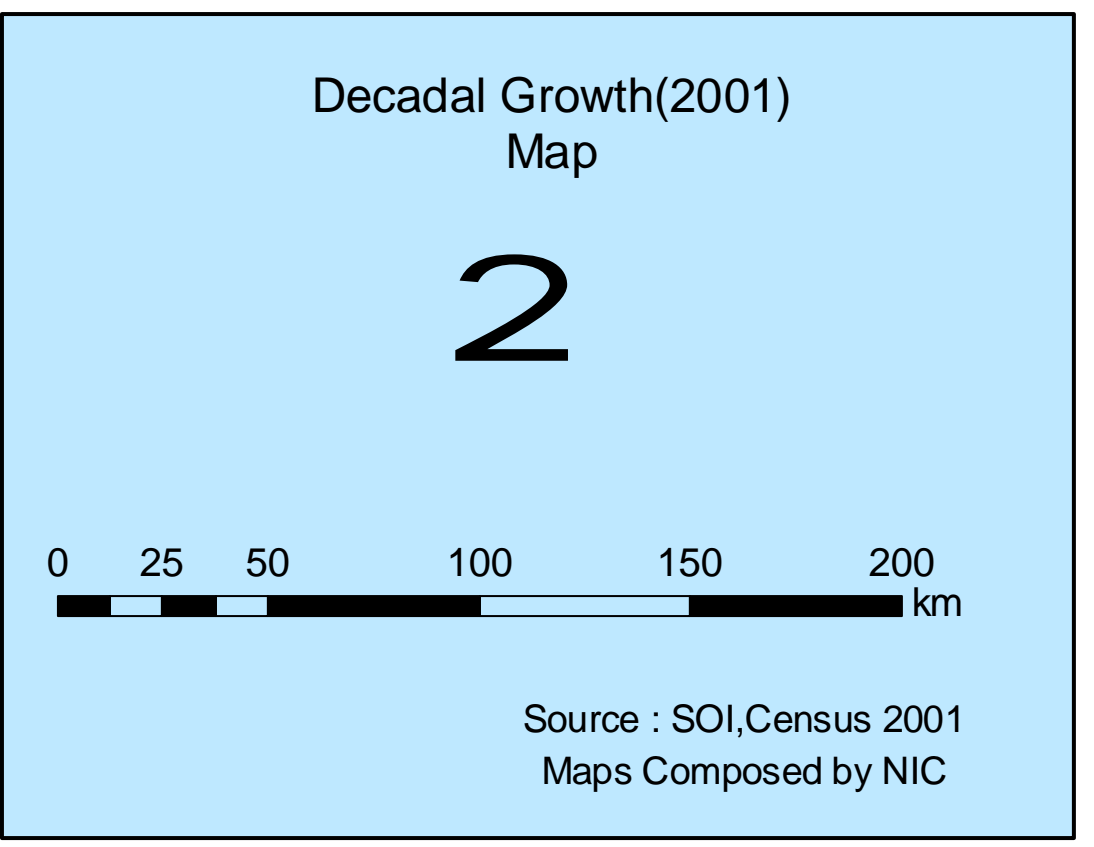 Decadal Growth(2001)
Map
2
0 25 50 100 150 200
km
Source : SOI,Census 2001
Maps Composed by NIC